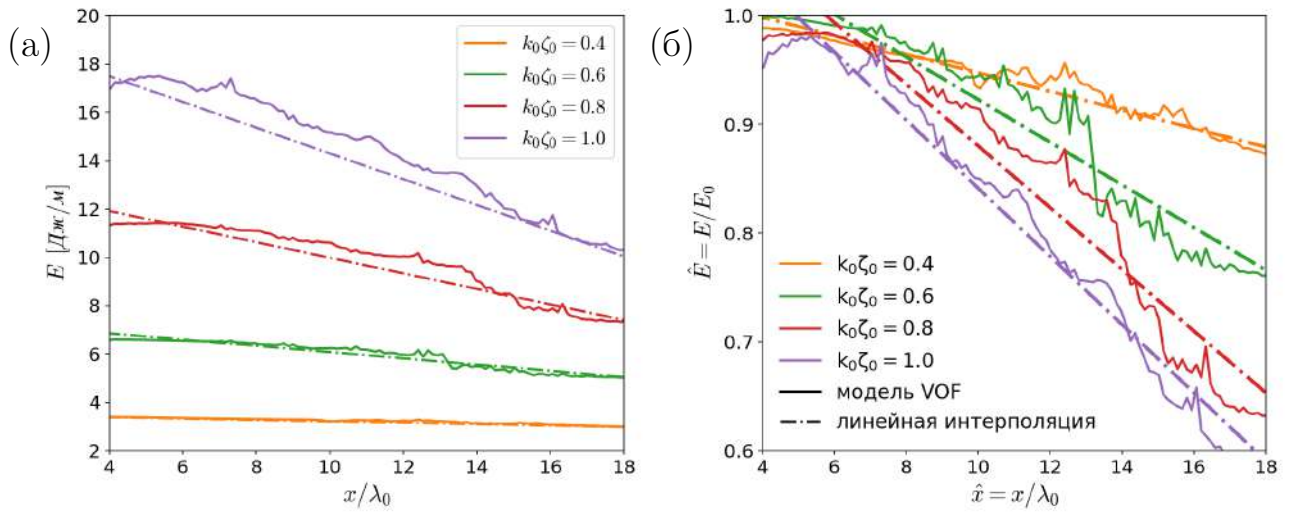 (а)
20
18
16
14
12
10
8
6
4
2
E [Дж/м]
k₀ζ₀ = 0.4
k₀ζ₀ = 0.6
k₀ζ₀ = 0.8
k₀ζ₀ = 1.0
4 6 8 10 12 14 16 18
x/λ₀
(б)
1.0
0.9
0.8
0.7
0.6
Ê = E/E₀
k₀ζ₀ = 0.4
k₀ζ₀ = 0.6
k₀ζ₀ = 0.8
k₀ζ₀ = 1.0
модель VOF
линейная интерполяция
4 6 8 10 12 14 16 18
x̂ = x/λ₀